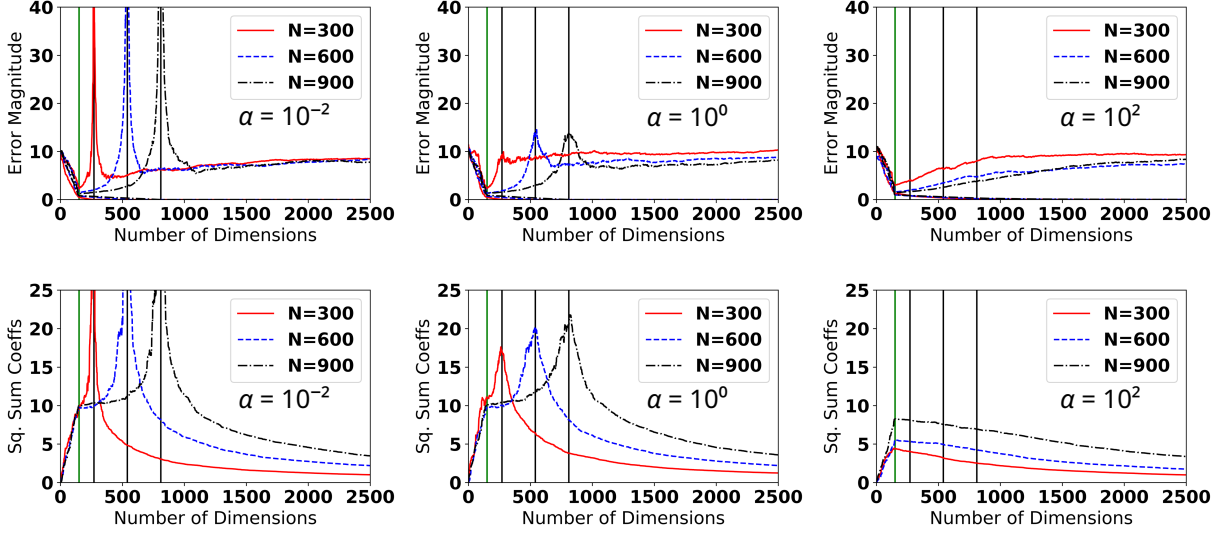 40
30
20
10
0
Error Magnitude
N=300
N=600
N=900
α = 10⁻²
0 500 1000 1500 2000 2500
Number of Dimensions
40
30
20
10
0
Error Magnitude
N=300
N=600
N=900
α = 10⁰
0 500 1000 1500 2000 2500
Number of Dimensions
40
30
20
10
0
Error Magnitude
N=300
N=600
N=900
α = 10²
0 500 1000 1500 2000 2500
Number of Dimensions
25
20
15
10
5
0
Sq. Sum Coeffs
N=300
N=600
N=900
α = 10⁻²
0 500 1000 1500 2000 2500
Number of Dimensions
25
20
15
10
5
0
Sq. Sum Coeffs
N=300
N=600
N=900
α = 10⁰
0 500 1000 1500 2000 2500
Number of Dimensions
25
20
15
10
5
0
Sq. Sum Coeffs
N=300
N=600
N=900
α = 10²
0 500 1000 1500 2000 2500
Number of Dimensions